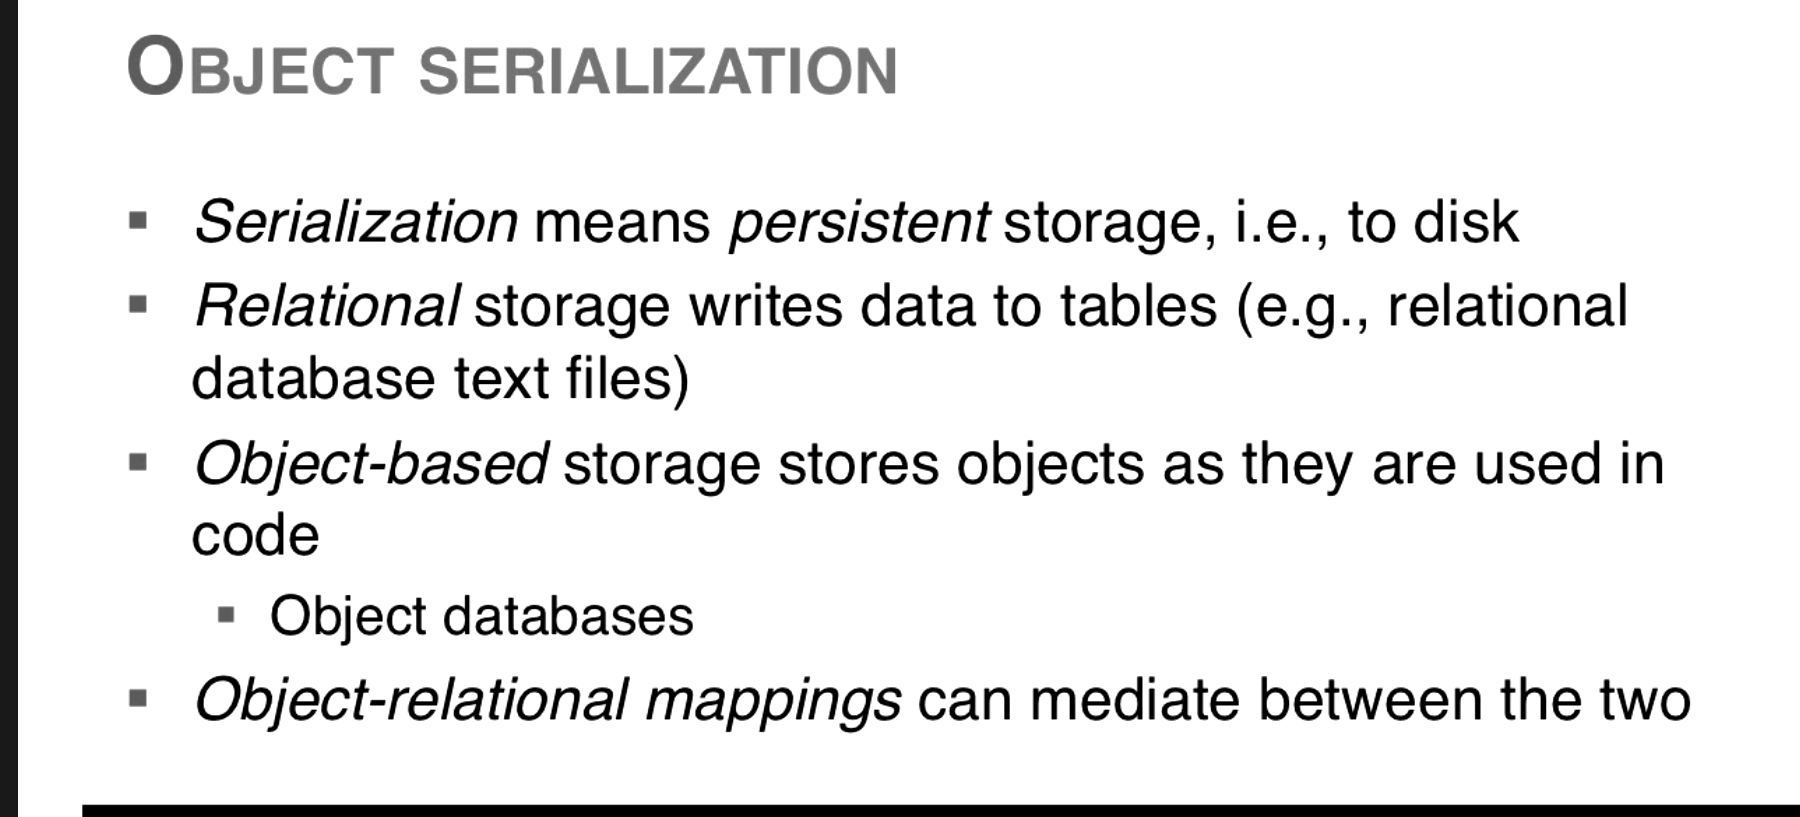 OBJECT SERIALIZATION
Serialization means persistent storage, i.e., to disk
Relational storage writes data to tables (e.g., relational
database text files)
Object-based storage stores objects as they are used in
code
Object databases
Object-relational mappings can mediate between the two